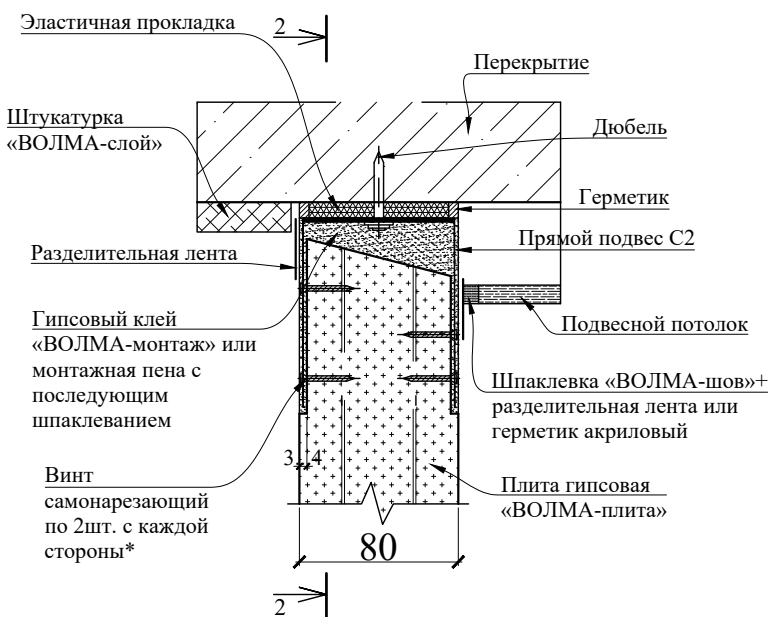 Эластичная прокладка
2
Перекрытие
Штукатурка
«ВОЛМА-слой»
Дюбель
Герметик
Прямой подвес С2
Разделительная лента
Гипсовый клей
«ВОЛМА-монтаж» или
монтажная пена с
последующим
шпаклеванием
Подвесной потолок
Шпаклевка «ВОЛМА-шов»+
разделительная лента или
герметик акриловый
3 4
Винт
самонарезающий
по 2шт. с каждой
стороны*
Плита гипсовая
«ВОЛМА-плита»
80
2